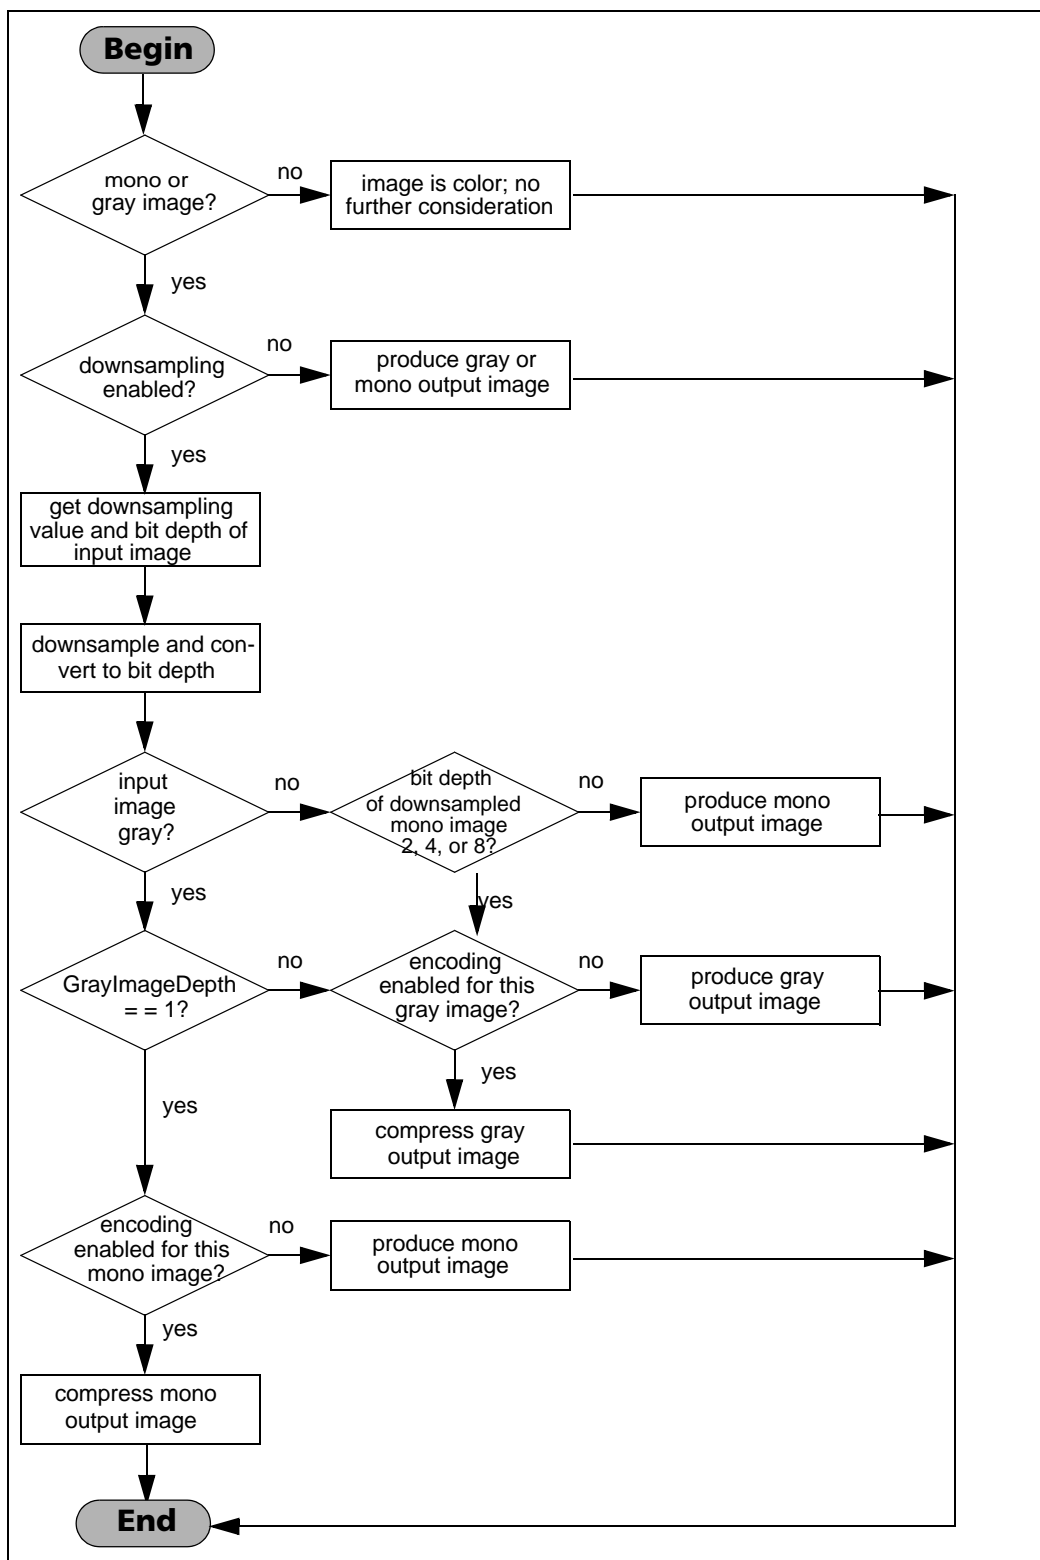 Begin
mono or
gray image?
no
image is color; no
further consideration
yes
downsampling
enabled?
no
produce gray or
mono output image
yes
get downsampling
value and bit depth of
input image
downsample and con-
vert to bit depth
input
image
gray?
no
bit depth
of downsampled
mono image
2, 4, or 8?
no
produce mono
output image
yes
yes
GrayImageDepth
= = 1?
no
encoding
enabled for this
gray image?
no
produce gray
output image
yes
yes
compress gray
output image
encoding
enabled for this
mono image?
no
produce mono
output image
yes
compress mono
output image
End